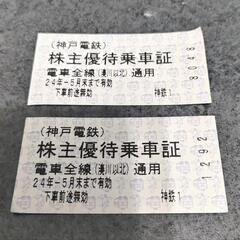 (神戸電鉄)
株主優待乗車証
電車全線(湊川以北)通用
24年-5月末まで有効
下車前途無効 神鉄1
8048
(神戸電鉄)
株主優待乗車証
電車全線(湊川以北)通用
24年-5月末まで有効
下車前途無効 神鉄1
1292